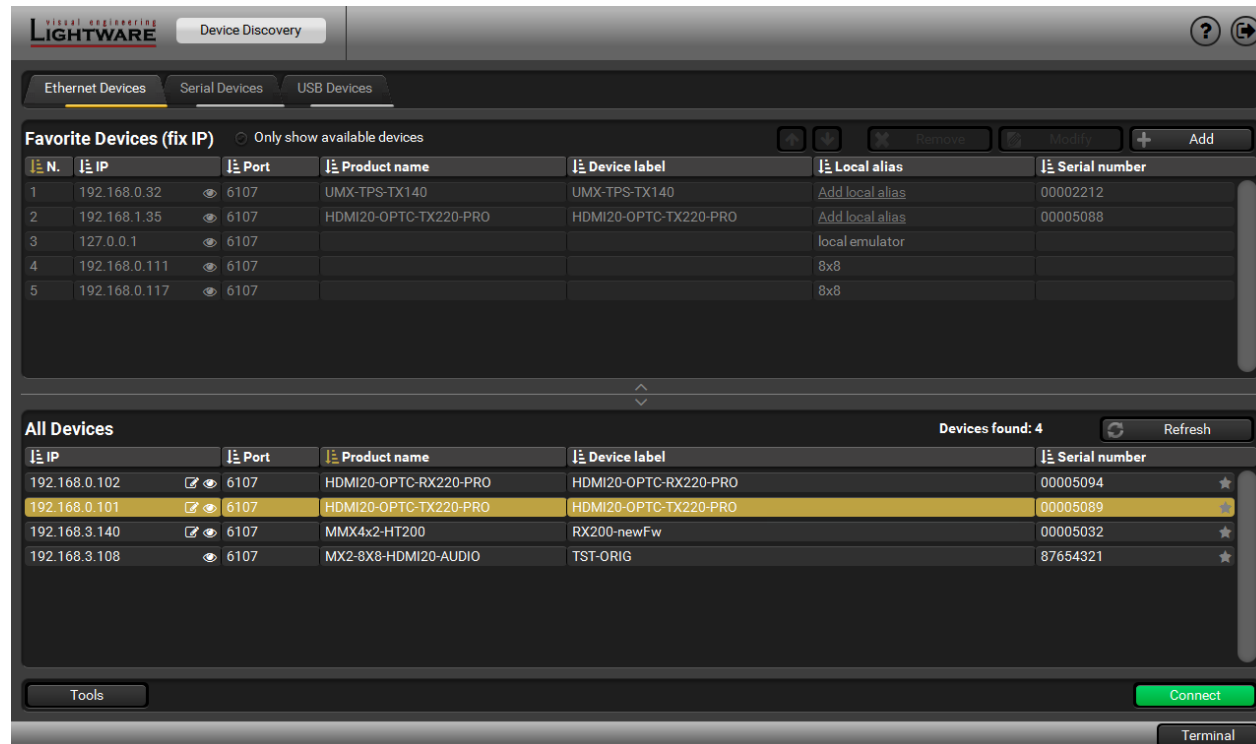 visual engineering
LIGHTWARE
Device Discovery
?
Ethernet Devices Serial Devices USB Devices
Favorite Devices (fix IP) Only show available devices Remove Modify Add
N. IP Port Product name Device label Local alias Serial number
1 192.168.0.32 6107 UMX-TPS-TX140 UMX-TPS-TX140 Add local alias 00002212
2 192.168.1.35 6107 HDMI20-OPTC-TX220-PRO HDMI20-OPTC-TX220-PRO Add local alias 00005088
3 127.0.0.1 6107 local emulator
4 192.168.0.111 6107 8x8
5 192.168.0.117 6107 8x8
All Devices Devices found: 4 Refresh
IP Port Product name Device label Serial number
192.168.0.102 6107 HDMI20-OPTC-RX220-PRO HDMI20-OPTC-RX220-PRO 00005094
192.168.0.101 6107 HDMI20-OPTC-TX220-PRO HDMI20-OPTC-TX220-PRO 00005089
192.168.3.140 6107 MMX4x2-HT200 RX200-newFw 00005032
192.168.3.108 6107 MX2-8X8-HDMI20-AUDIO TST-ORIG 87654321
Tools Connect
Terminal